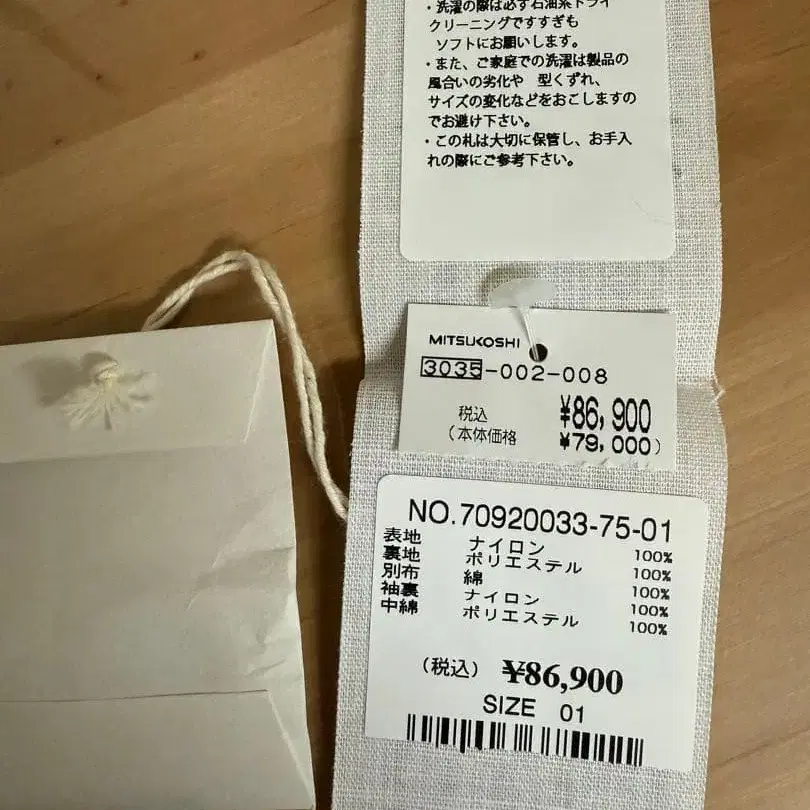 ・洗濯の際は必ず石油系ドライ
クリーニングですすぎも
ソフトにお願いします。
・また、ご家庭での洗濯は製品の
風合いの劣化や 型くずれ、
サイズの変化などをおこしますの
でお避け下さい。
・この札は大切に保管し、お手入
れの際にご参考下さい。
MITSUKOSHI
3035-002-008
税込 ¥86,900
(本体価格 ¥79,000)
NO.70920033-75-01
表地 ナイロン 100%
裏地 ポリエステル 100%
別布 綿 100%
袖裏 ナイロン 100%
中綿 ポリエステル 100%
(税込) ¥86,900
SIZE 01